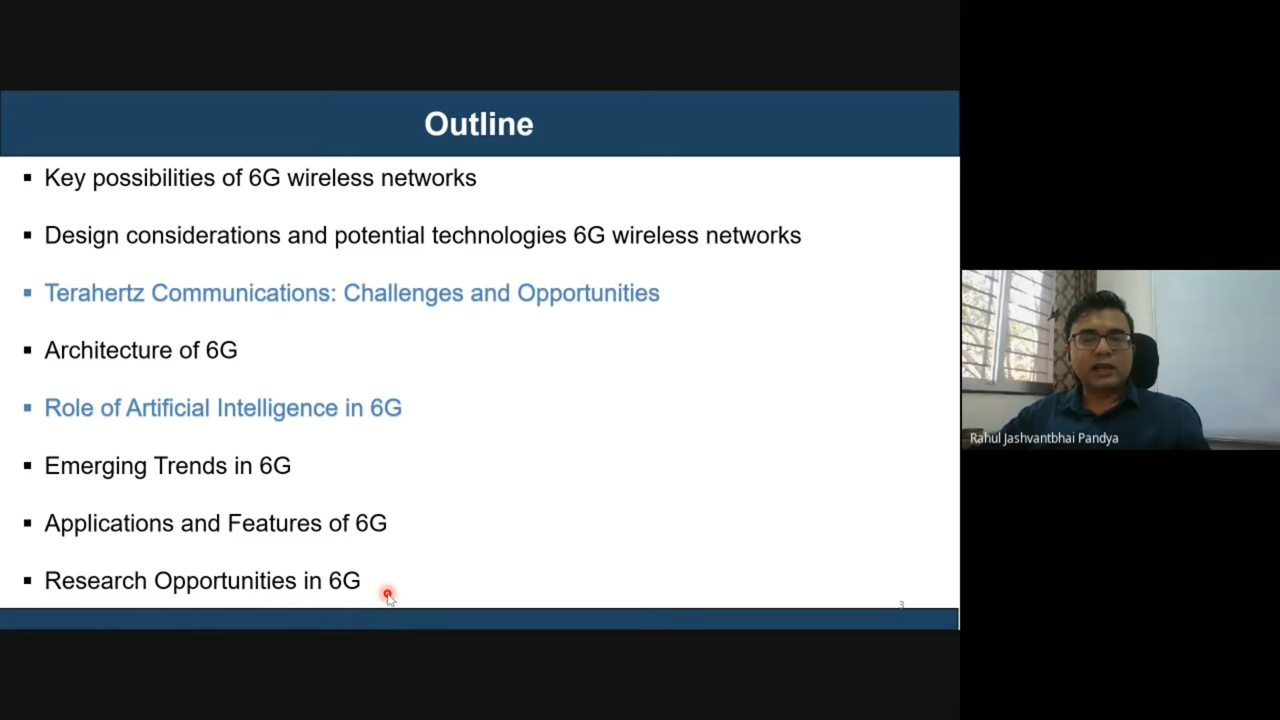 Outline
▪ Key possibilities of 6G wireless networks
▪ Design considerations and potential technologies 6G wireless networks
▪ Terahertz Communications: Challenges and Opportunities
▪ Architecture of 6G
▪ Role of Artificial Intelligence in 6G
▪ Emerging Trends in 6G
▪ Applications and Features of 6G
▪ Research Opportunities in 6G
3
Rahul Jashvantbhai Pandya